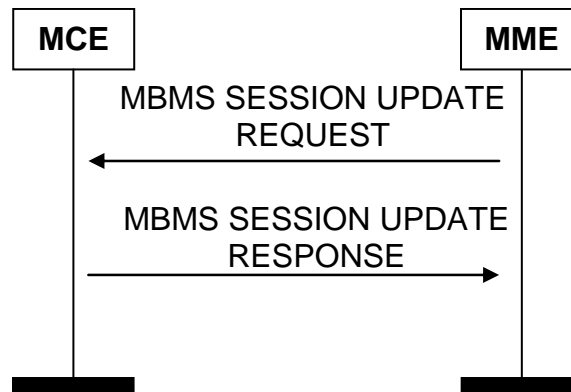 MCE
MME
MBMS SESSION UPDATE
REQUEST
MBMS SESSION UPDATE
RESPONSE